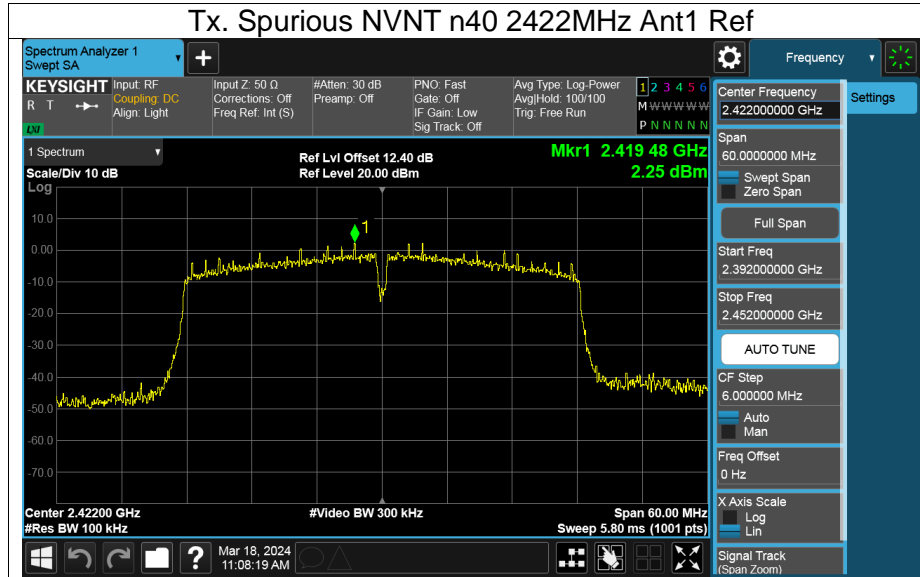 Tx. Spurious NVNT n40 2422MHz Ant1 Ref
Spectrum Analyzer 1
Swept SA
+
Frequency
KEYSIGHT
R T
LXI
Input: RF
Coupling: DC
Align: Light
Input Z: 50 Ω
Corrections: Off
Freq Ref: Int (S)
#Atten: 30 dB
Preamp: Off
PNO: Fast
Gate: Off
IF Gain: Low
Sig Track: Off
Avg Type: Log-Power
Avg|Hold: 100/100
Trig: Free Run
1 2 3 4 5 6
M W W W W W
P N N N N N
Center Frequency
2.422000000 GHz
Settings
Span
60.0000000 MHz
Swept Span
Zero Span
Full Span
Start Freq
2.392000000 GHz
Stop Freq
2.452000000 GHz
AUTO TUNE
CF Step
6.000000 MHz
Auto
Man
Freq Offset
0 Hz
X Axis Scale
Log
Lin
Signal Track
(Span Zoom)
1 Spectrum
Scale/Div 10 dB
Ref Lvl Offset 12.40 dB
Ref Level 20.00 dBm
Mkr1 2.419 48 GHz
2.25 dBm
Log
1
10.0
0.00
-10.0
-20.0
-30.0
-40.0
-50.0
-60.0
-70.0
Center 2.42200 GHz
#Res BW 100 kHz
#Video BW 300 kHz
Span 60.00 MHz
Sweep 5.80 ms (1001 pts)
?
Mar 18, 2024
11:08:19 AM